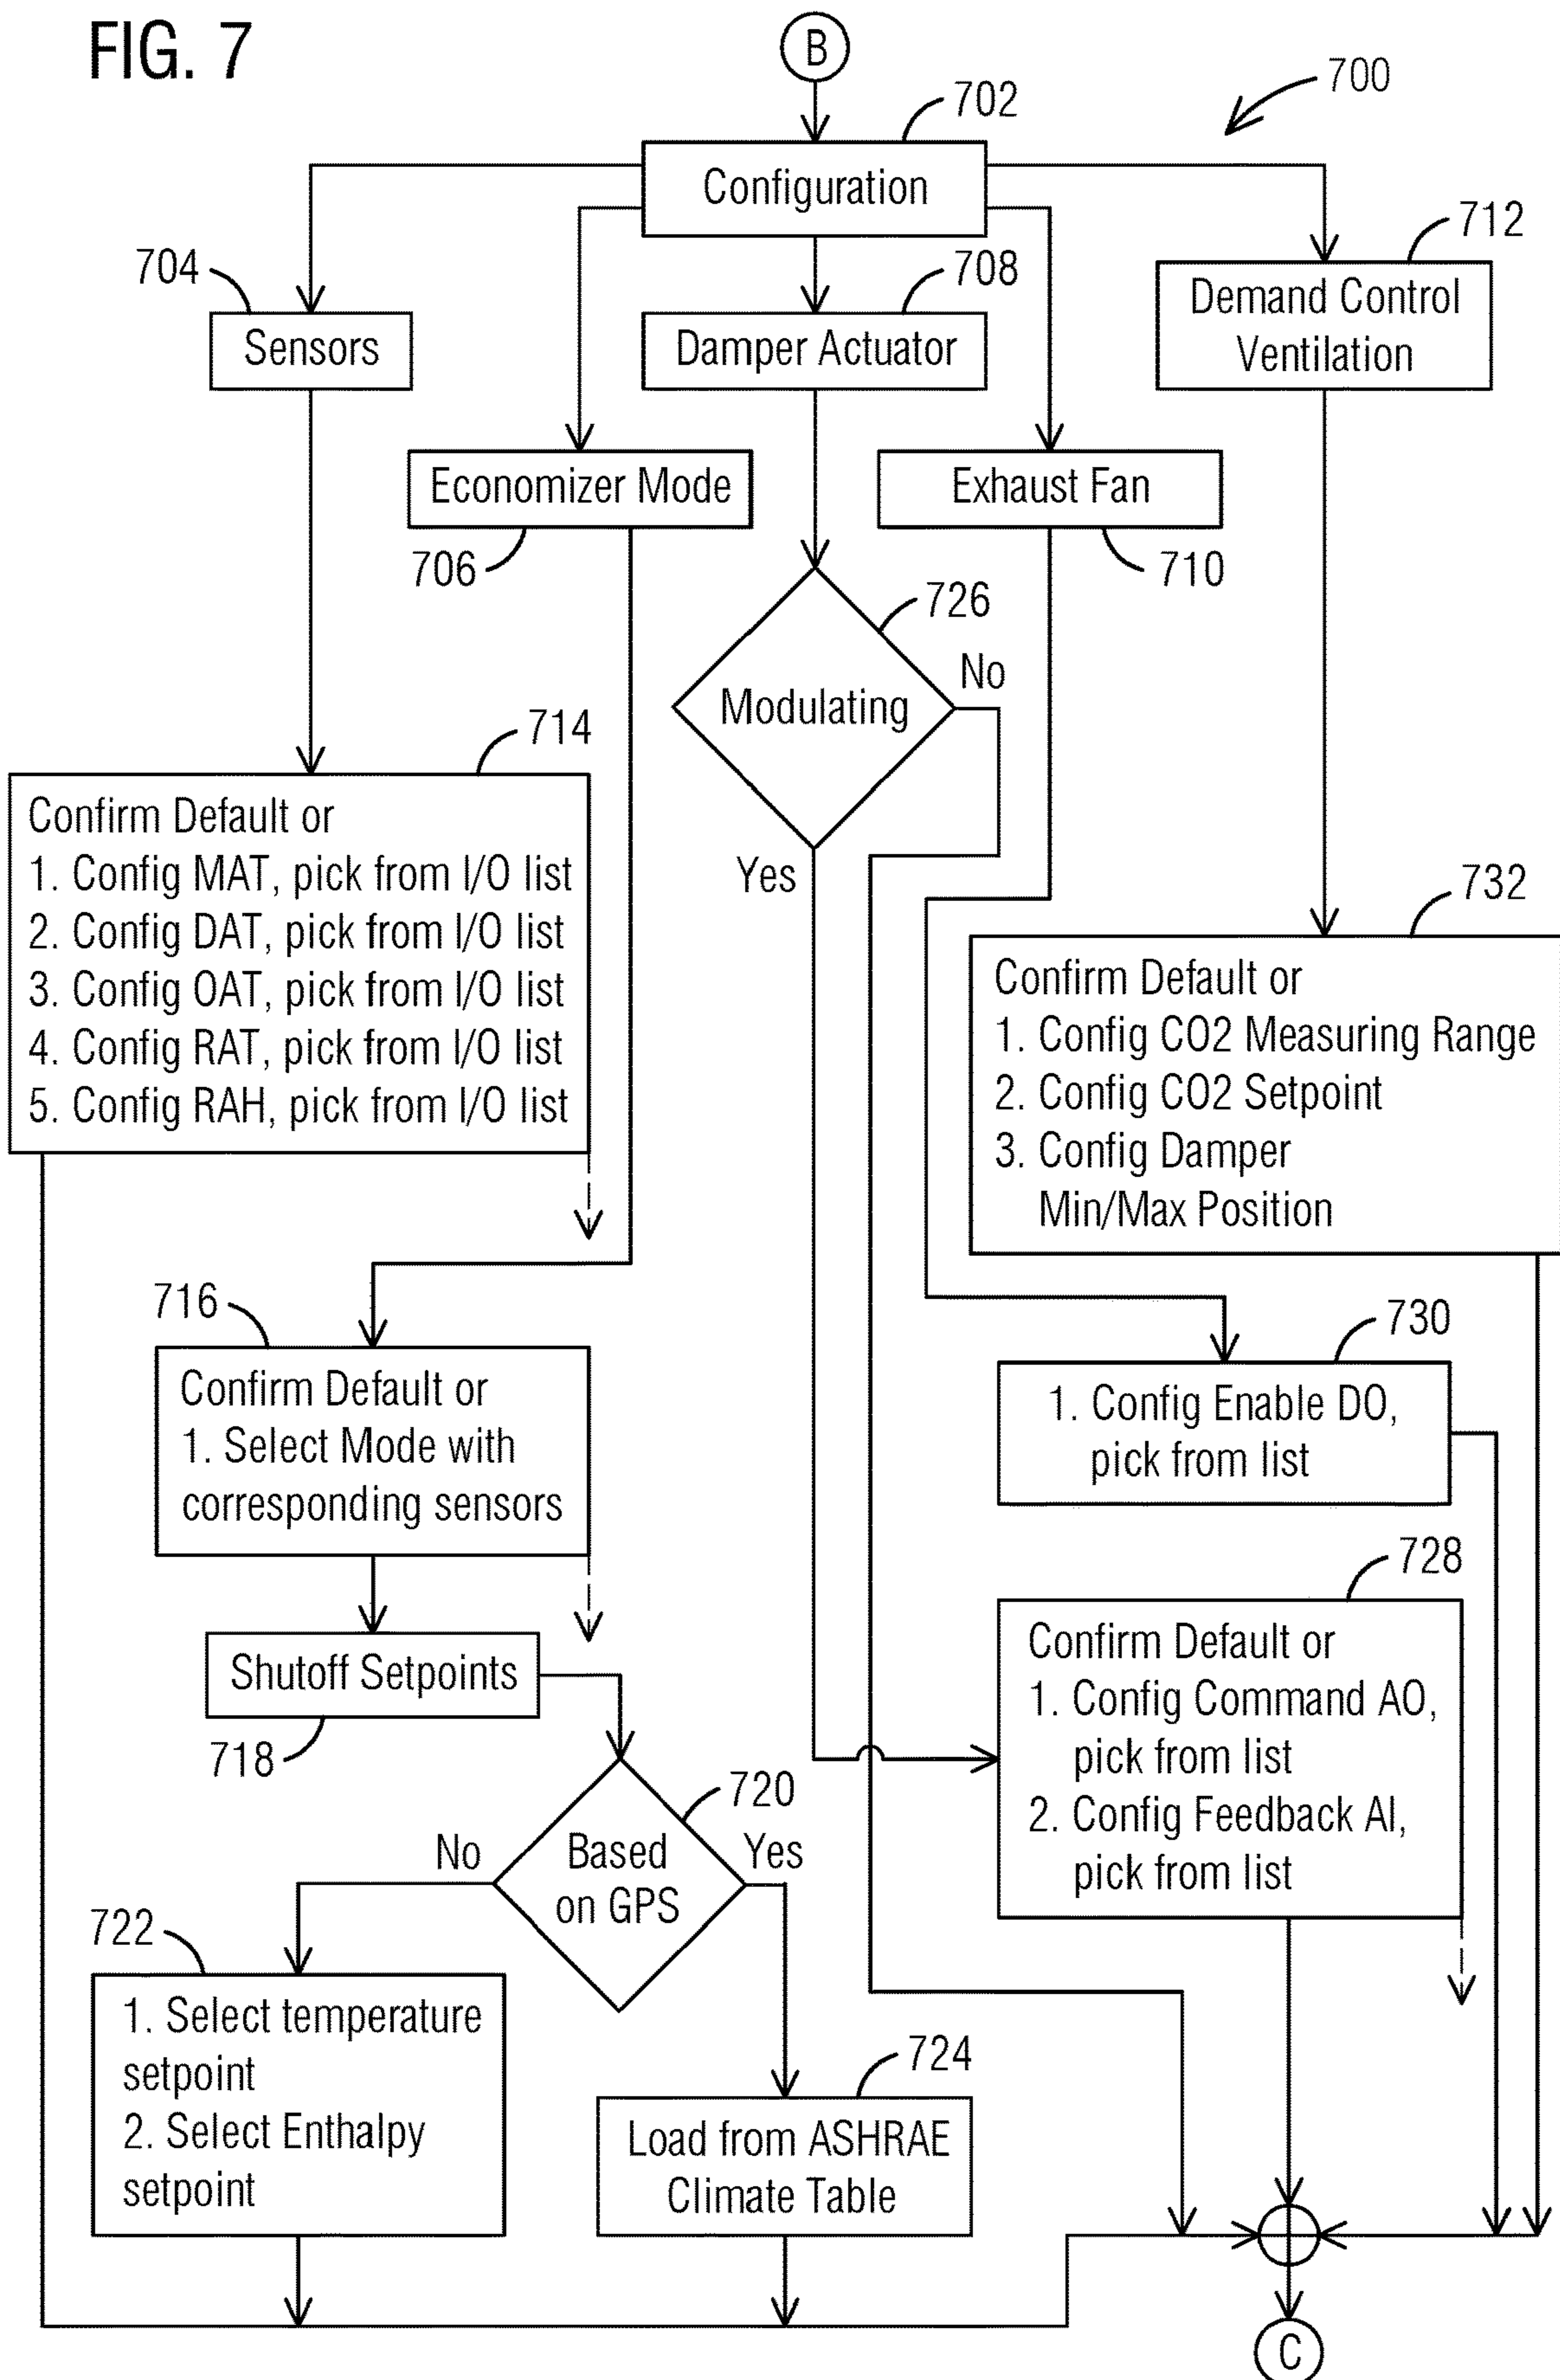 FIG. 7
B
700
702
Configuration
704
Sensors
708
Damper Actuator
712
Demand Control
Ventilation
Economizer Mode
706
Exhaust Fan
710
726
Modulating
No
Yes
714
Confirm Default or
1. Config MAT, pick from I/O list
2. Config DAT, pick from I/O list
3. Config OAT, pick from I/O list
4. Config RAT, pick from I/O list
5. Config RAH, pick from I/O list
732
Confirm Default or
1. Config CO2 Measuring Range
2. Config CO2 Setpoint
3. Config Damper
Min/Max Position
716
Confirm Default or
1. Select Mode with
corresponding sensors
730
1. Config Enable DO,
pick from list
718
Shutoff Setpoints
728
Confirm Default or
1. Config Command AO,
pick from list
2. Config Feedback AI,
pick from list
720
Based
on GPS
No
Yes
722
1. Select temperature
setpoint
2. Select Enthalpy
setpoint
724
Load from ASHRAE
Climate Table
C